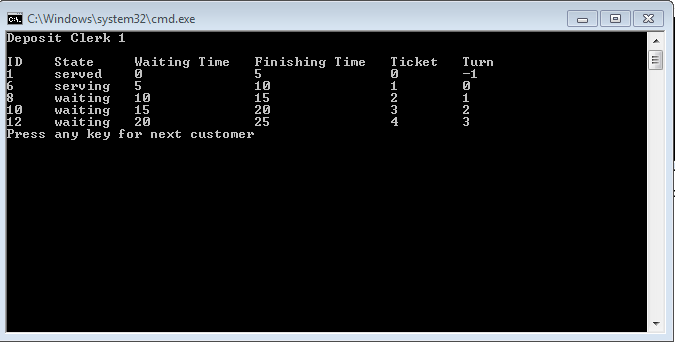 C:\Windows\system32\cmd.exe
Deposit Clerk 1
ID State Waiting Time Finishing Time Ticket Turn
1 served 0 5 0 -1
6 serving 5 10 1 0
8 waiting 10 15 2 1
10 waiting 15 20 3 2
12 waiting 20 25 4 3
Press any key for next customer